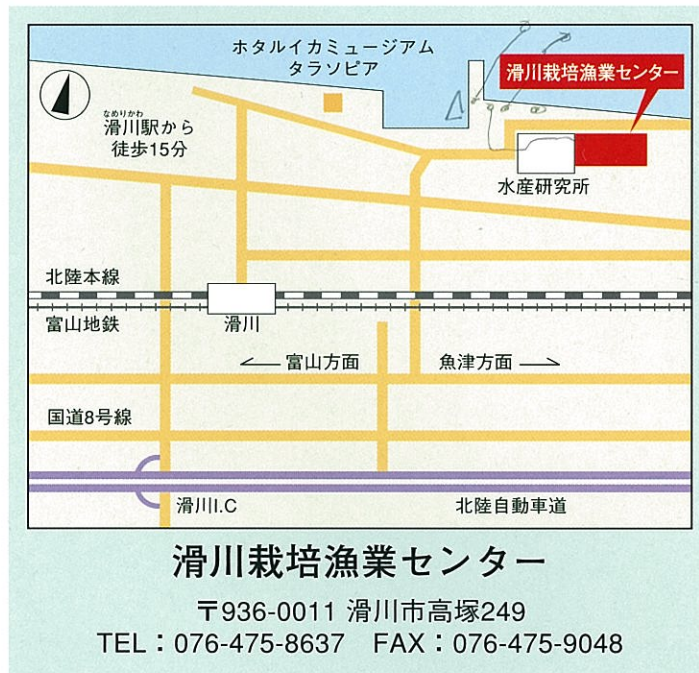 ホタルイカミュージアム
タラソピア
滑川栽培漁業センター
なめりかわ
滑川駅から
徒歩15分
水産研究所
北陸本線
富山地鉄
滑川
富山方面
魚津方面
国道8号線
滑川I.C
北陸自動車道
滑川栽培漁業センター
〒936-0011 滑川市高塚249
TEL：076-475-8637 FAX：076-475-9048